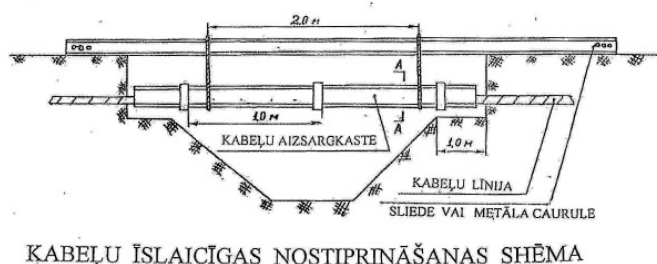 2.0 м
A
1.0 м
A
KABEĻU AIZSARGKASTE
1.0 м
KABEĻU LĪNIJA
SLIEDE VAI METĀLA CAURULE
KABEĻU ĪSLAICĪGAS NOSTIPRINĀŠANAS SHĒMA